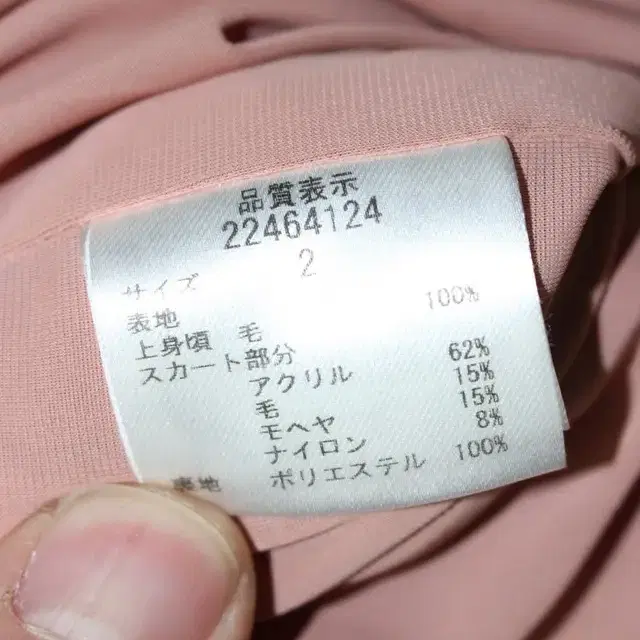 品質表示
22464124
サイズ 2
表地
上身頃 毛 100%
スカート部分
アクリル 62%
毛 15%
モヘヤ 15%
ナイロン 8%
地 ポリエステル 100%